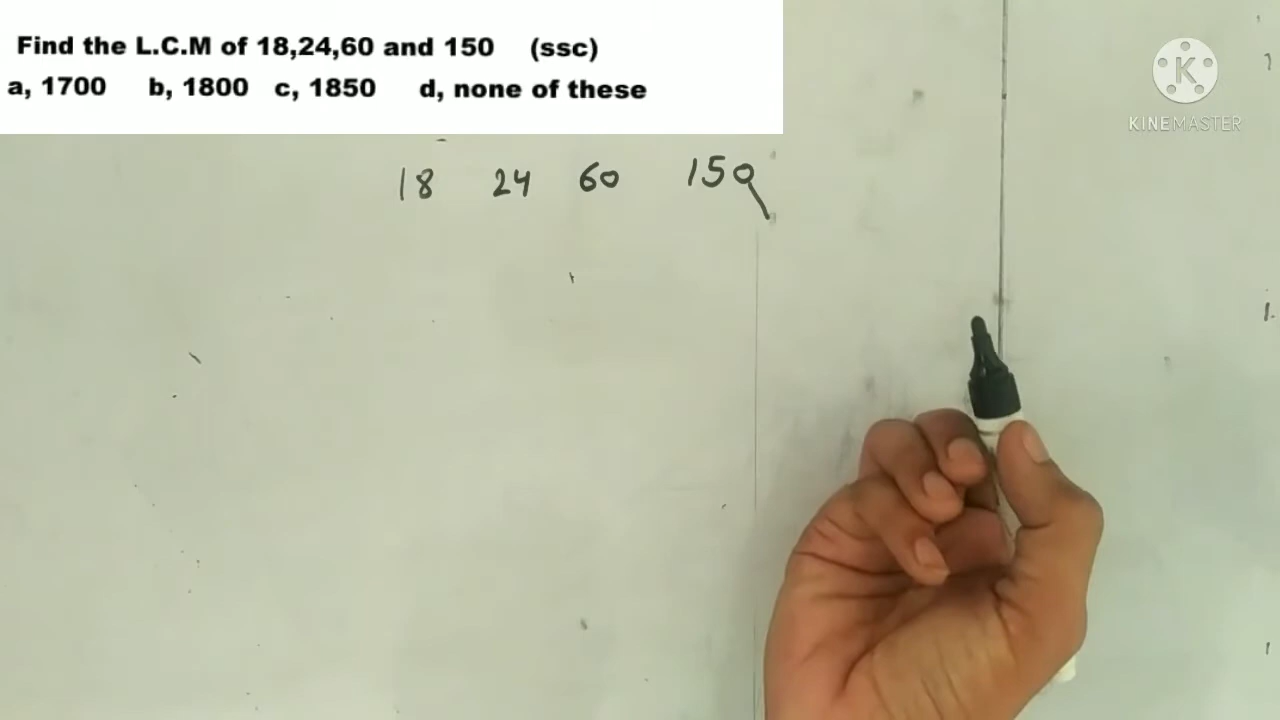 Find the L.C.M of 18,24,60 and 150 (ssc)
a, 1700 b, 1800 c, 1850 d, none of these
KINEMASTER
18 24 60 150